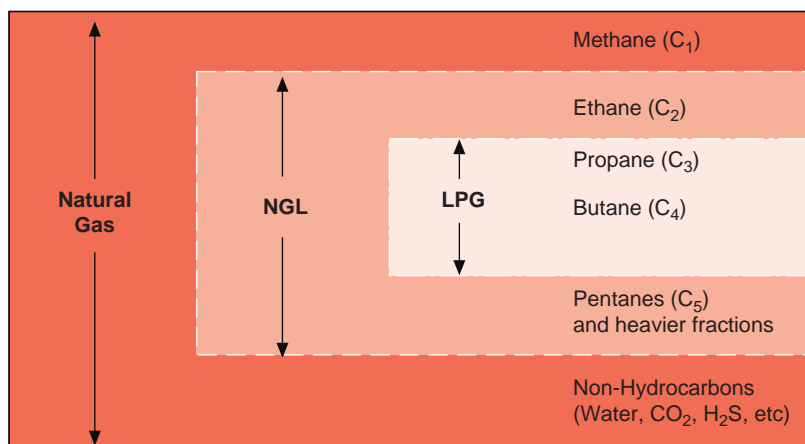 Methane (C₁)
Ethane (C₂)
Propane (C₃)
Natural
Gas
NGL
LPG
Butane (C₄)
Pentanes (C₅)
and heavier fractions
Non-Hydrocarbons
(Water, CO₂, H₂S, etc)